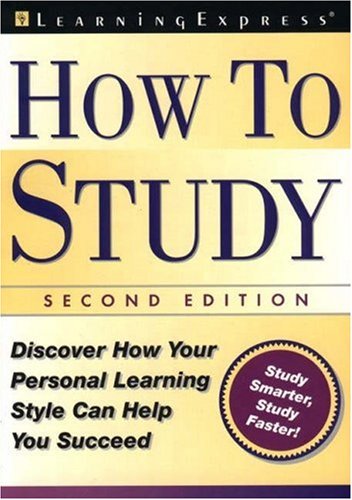 LEARNINGEXPRESS®
HOW TO
STUDY
SECOND EDITION
Discover How Your
Personal Learning
Style Can Help
You Succeed
Study
Smarter,
Study
Faster!